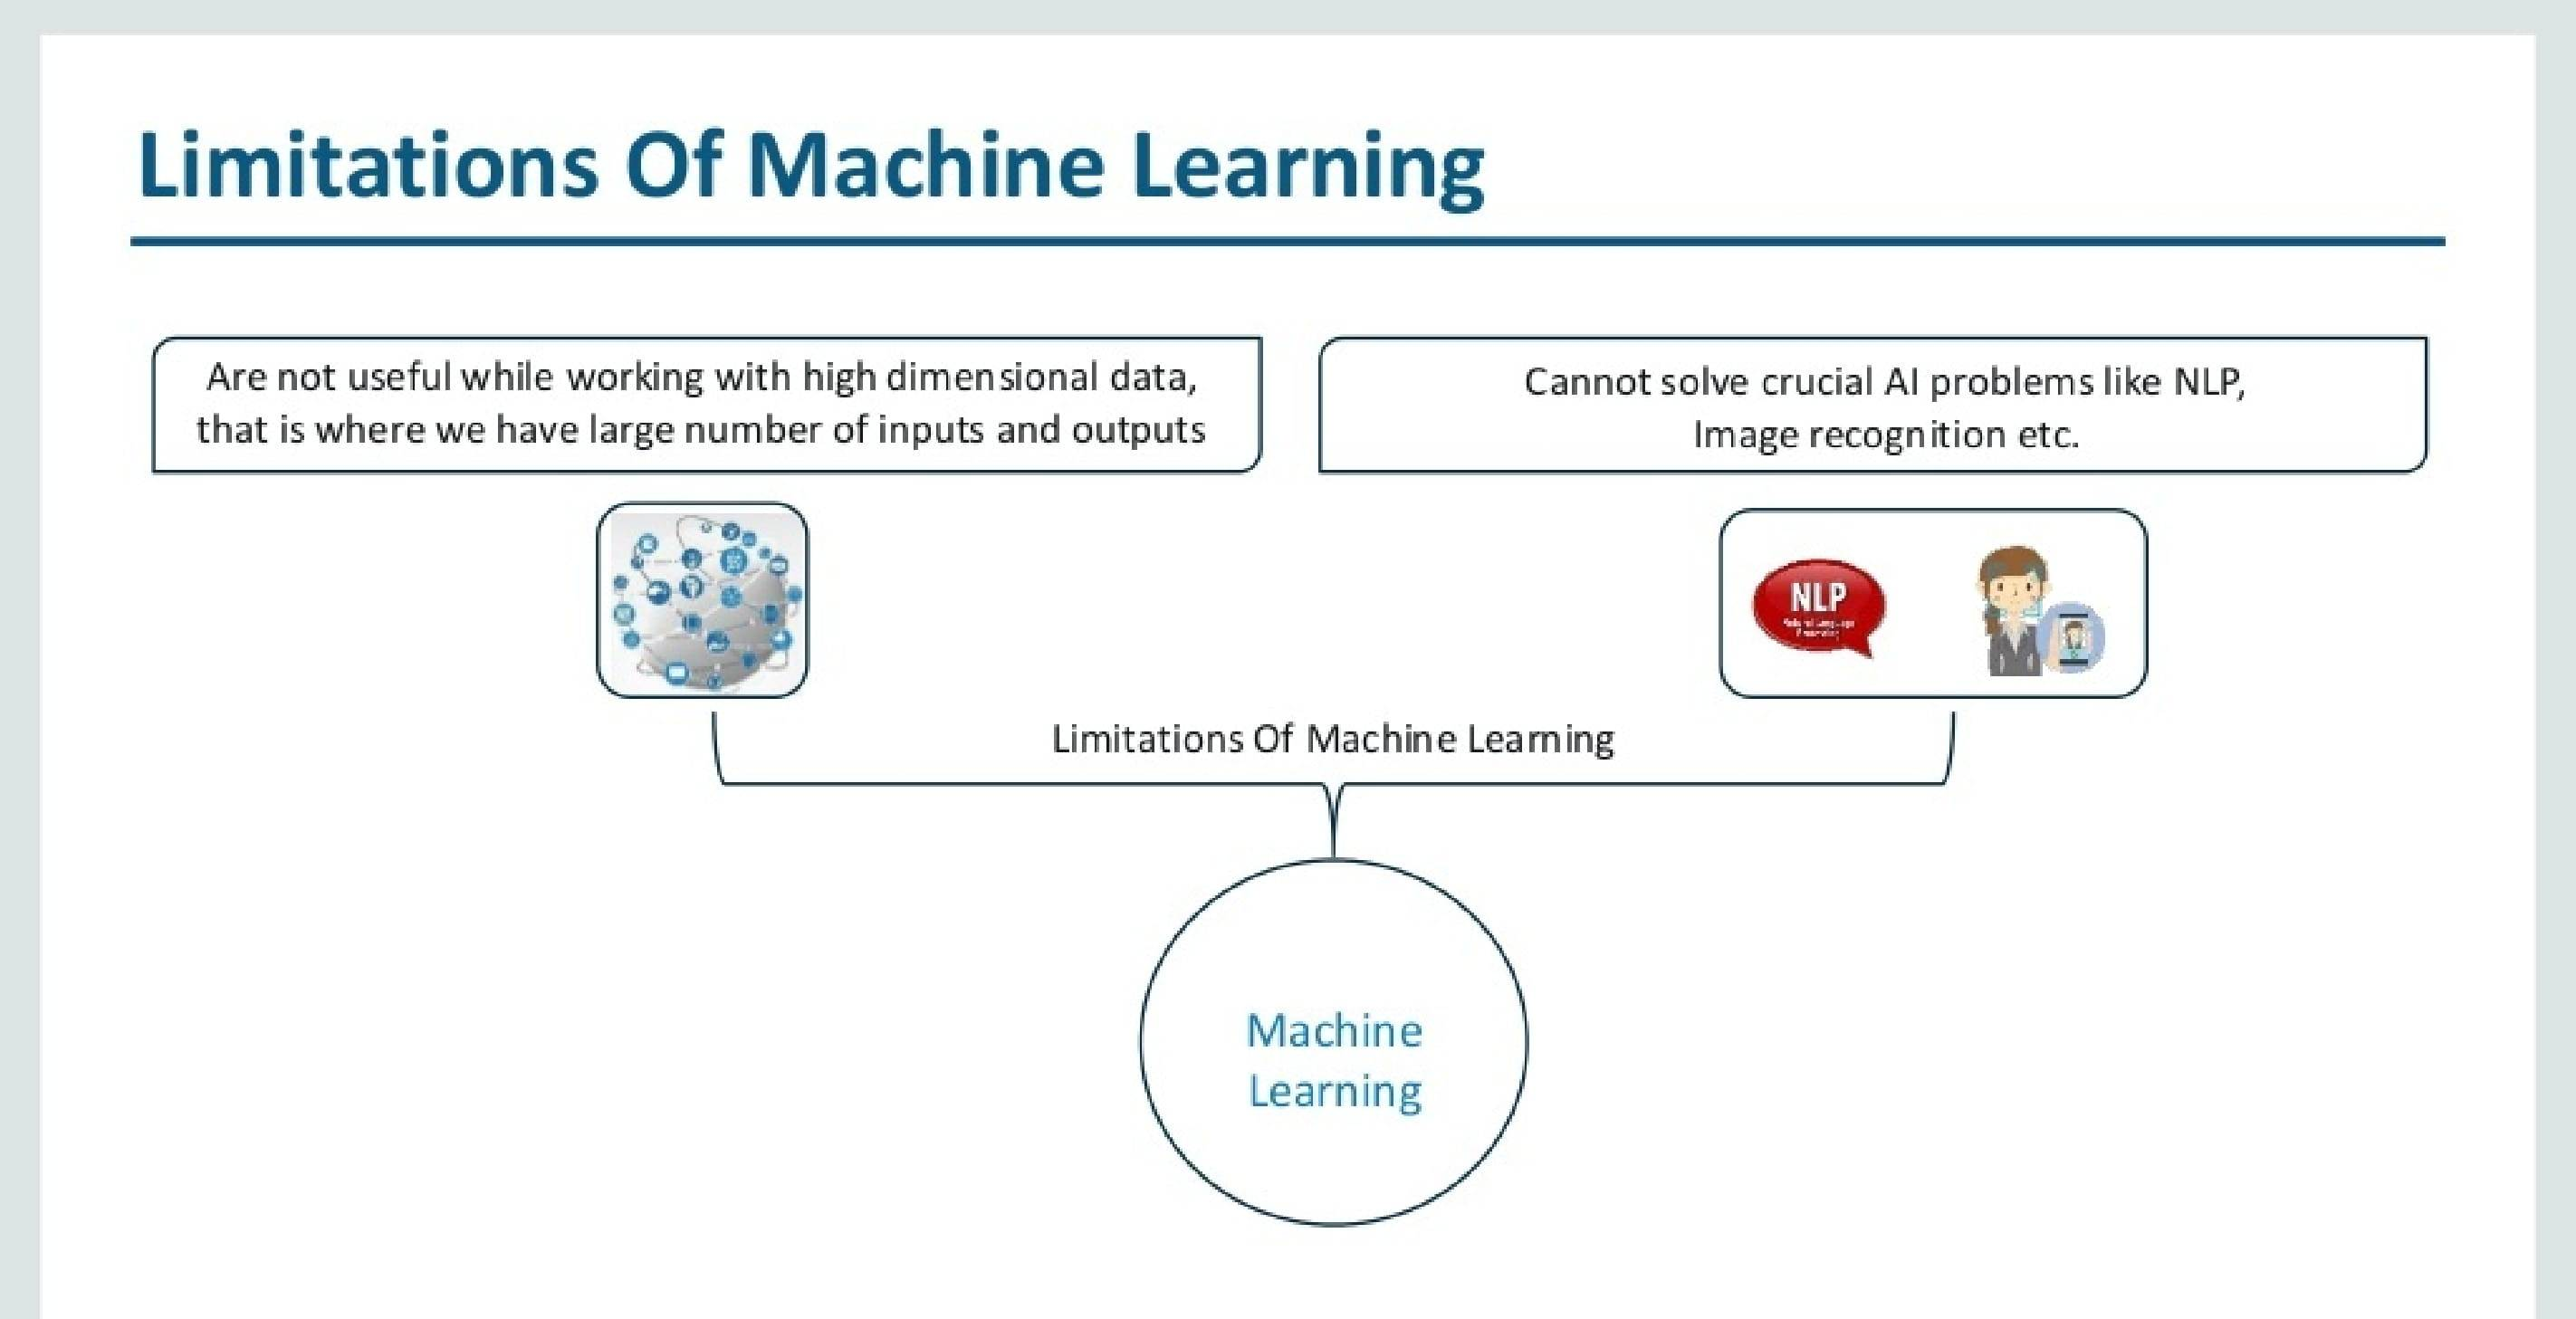 Limitations Of Machine Learning
Are not useful while working with high dimensional data,
that is where we have large number of inputs and outputs
Cannot solve crucial AI problems like NLP,
Image recognition etc.
NLP
Limitations Of Machine Learning
Machine
Learning